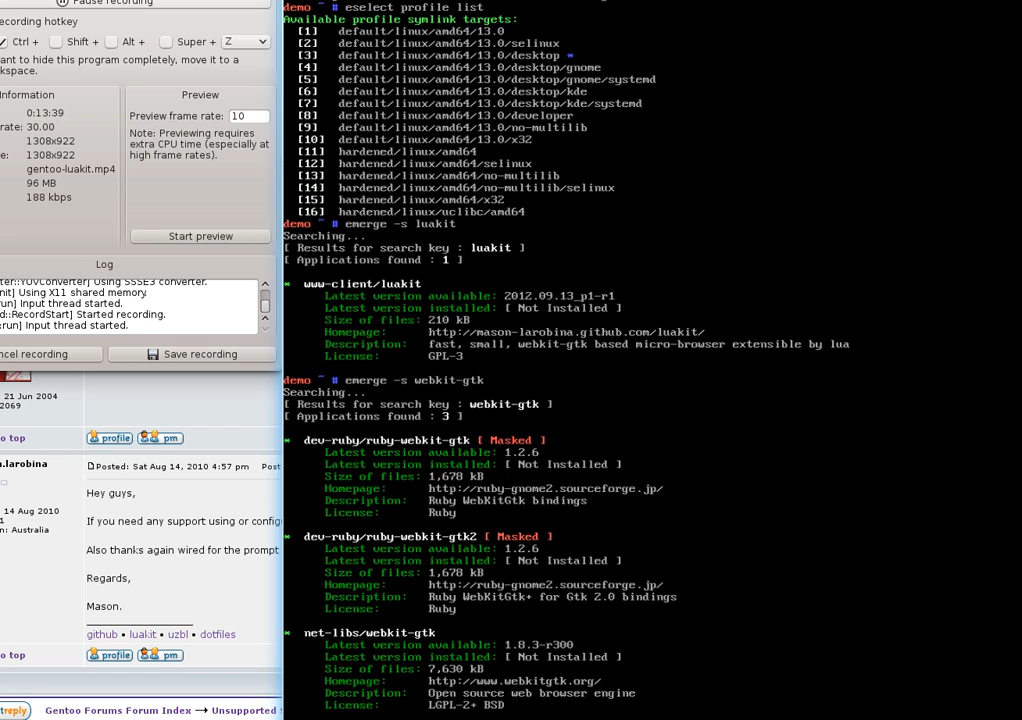 Pause recording
ecording hotkey
Ctrl + Shift + Alt + Super + Z
ant to hide this program completely, move it to a
kspace.
Information
0:13:39
rate: 30.00
1308x922
e: 1308x922
gentoo-luakit.mp4
96 MB
188 kbps
Preview
Preview frame rate: 10
Note: Previewing requires
extra CPU time (especially at
high frame rates).
Start preview
Log
ter::YUVConverter] Using SSSE3 converter.
nit] Using X11 shared memory.
run] Input thread started.
d::RecordStart] Started recording.
:run] Input thread started.
ncel recording Save recording
21 Jun 2004
2069
o top profile pm
n.larobina
Posted: Sat Aug 14, 2010 4:57 pm Post
14 Aug 2010
1
n: Australia
Hey guys,
If you need any support using or config
Also thanks again wired for the prompt
Regards,
Mason.
github • luakit • uzbl • dotfiles
o top profile pm
treply Gentoo Forums Forum Index → Unsupported
demo ~ # eselect profile list
Available profile symlink targets:
[1] default/linux/amd64/13.0
[2] default/linux/amd64/13.0/selinux
[3] default/linux/amd64/13.0/desktop *
[4] default/linux/amd64/13.0/desktop/gnome
[5] default/linux/amd64/13.0/desktop/gnome/systemd
[6] default/linux/amd64/13.0/desktop/kde
[7] default/linux/amd64/13.0/desktop/kde/systemd
[8] default/linux/amd64/13.0/developer
[9] default/linux/amd64/13.0/no-multilib
[10] default/linux/amd64/13.0/x32
[11] hardened/linux/amd64
[12] hardened/linux/amd64/selinux
[13] hardened/linux/amd64/no-multilib
[14] hardened/linux/amd64/no-multilib/selinux
[15] hardened/linux/amd64/x32
[16] hardened/linux/uclibc/amd64
demo ~ # emerge -s luakit
Searching...
[ Results for search key : luakit ]
[ Applications found : 1 ]
* www-client/luakit
Latest version available: 2012.09.13_p1-r1
Latest version installed: [ Not Installed ]
Size of files: 210 kB
Homepage: http://mason-larobina.github.com/luakit/
Description: fast, small, webkit-gtk based micro-browser extensible by lua
License: GPL-3
demo ~ # emerge -s webkit-gtk
Searching...
[ Results for search key : webkit-gtk ]
[ Applications found : 3 ]
* dev-ruby/ruby-webkit-gtk [ Masked ]
Latest version available: 1.2.6
Latest version installed: [ Not Installed ]
Size of files: 1,678 kB
Homepage: http://ruby-gnome2.sourceforge.jp/
Description: Ruby WebKitGtk bindings
License: Ruby
* dev-ruby/ruby-webkit-gtk2 [ Masked ]
Latest version available: 1.2.6
Latest version installed: [ Not Installed ]
Size of files: 1,678 kB
Homepage: http://ruby-gnome2.sourceforge.jp/
Description: Ruby WebKitGtk+ for Gtk 2.0 bindings
License: Ruby
* net-libs/webkit-gtk
Latest version available: 1.8.3-r300
Latest version installed: [ Not Installed ]
Size of files: 7,630 kB
Homepage: http://www.webkitgtk.org/
Description: Open source web browser engine
License: LGPL-2+ BSD